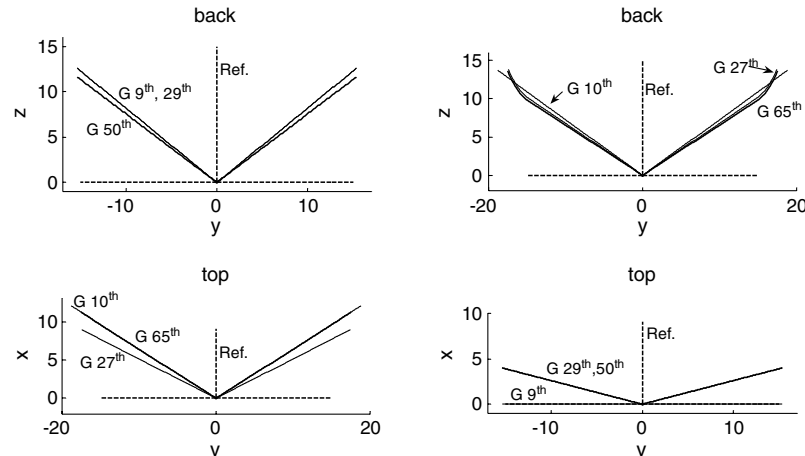 back
15
10
5
0
z
Ref.
G 9th, 29th
G 50th
-10
0
10
y
back
15
10
5
0
z
G 10th
Ref.
G 27th
G 65th
-20
0
20
y
top
10
5
0
x
G 10th
G 65th
G 27th
Ref.
-20
0
20
y
top
10
5
0
x
Ref.
G 29th,50th
G 9th
-10
0
10
y